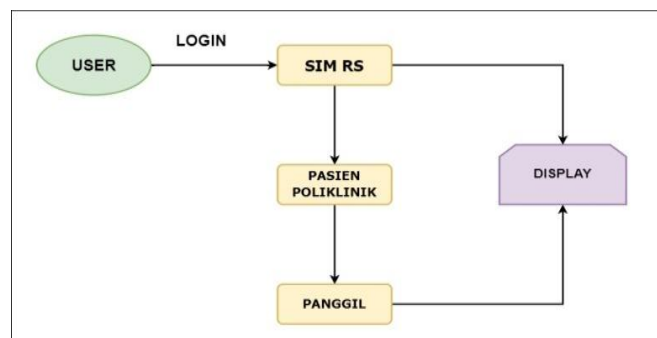 LOGIN
USER
SIM RS
PASIEN
POLIKLINIK
DISPLAY
PANGGIL